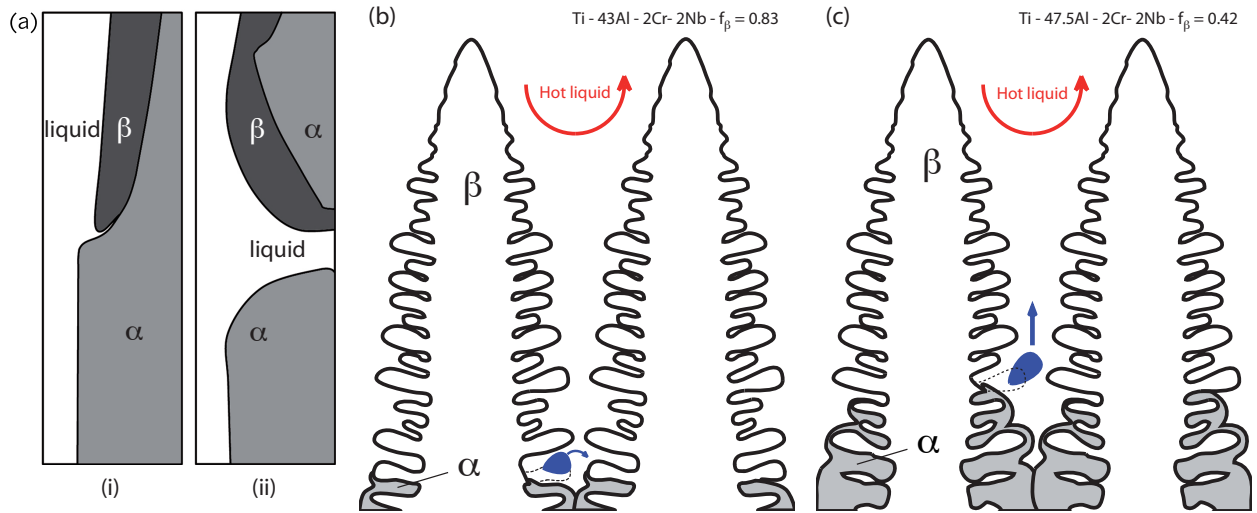 (a)
liquid
β
α
(i)
β
α
liquid
α
(ii)
(b)
Ti - 43Al - 2Cr- 2Nb - fβ = 0.83
Hot liquid
β
α
(c)
Ti - 47.5Al - 2Cr- 2Nb - fβ = 0.42
Hot liquid
β
α